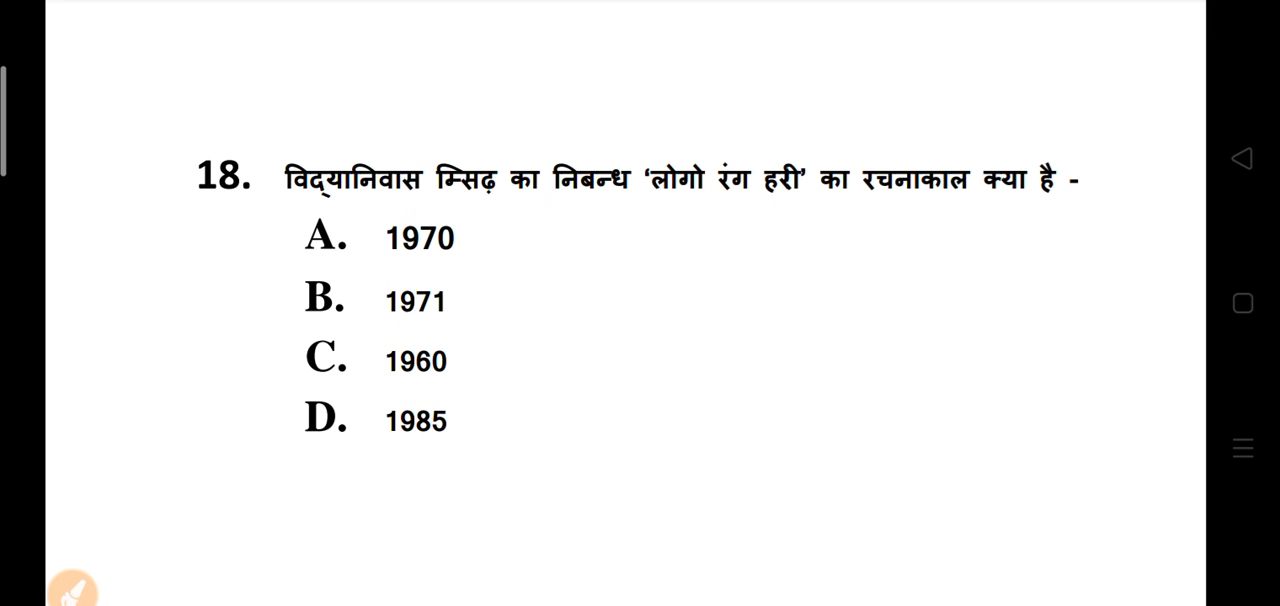 18. विद्यानिवास म्सिढ़ का निबन्ध ‘लोगो रंग हरी’ का रचनाकाल क्या है -
A. 1970
B. 1971
C. 1960
D. 1985